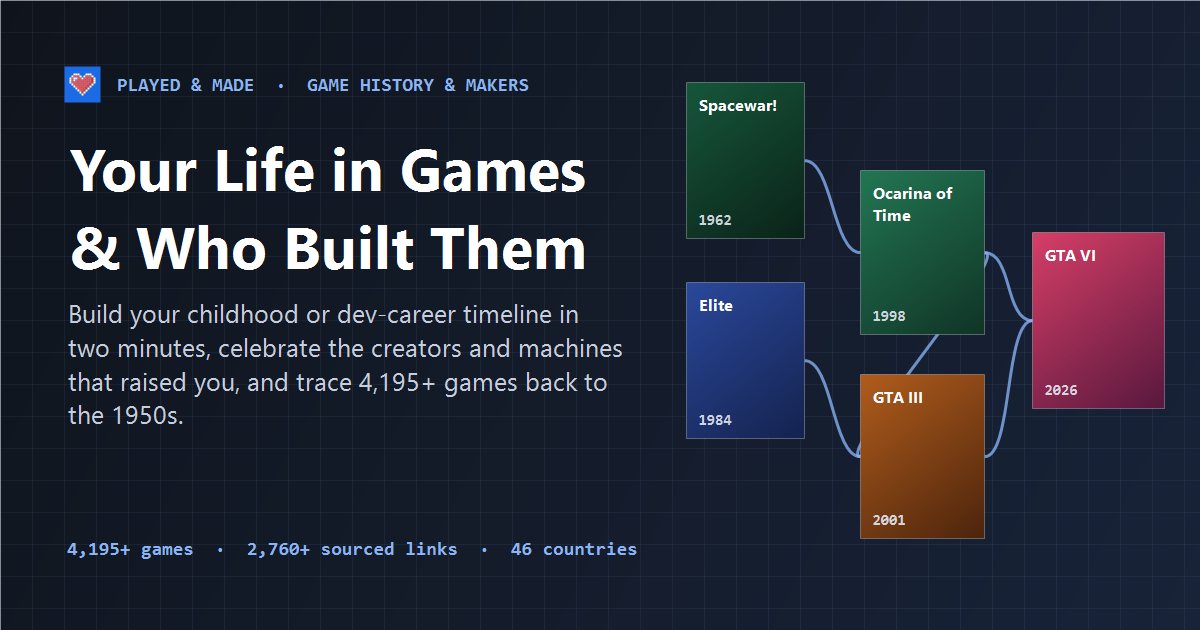 PLAYED & MADE · GAME HISTORY & MAKERS
Your Life in Games
& Who Built Them
Build your childhood or dev-career timeline in
two minutes, celebrate the creators and machines
that raised you, and trace 4,195+ games back to
the 1950s.
4,195+ games · 2,760+ sourced links · 46 countries
Spacewar!
1962
Elite
1984
Ocarina of
Time
1998
GTA III
2001
GTA VI
2026